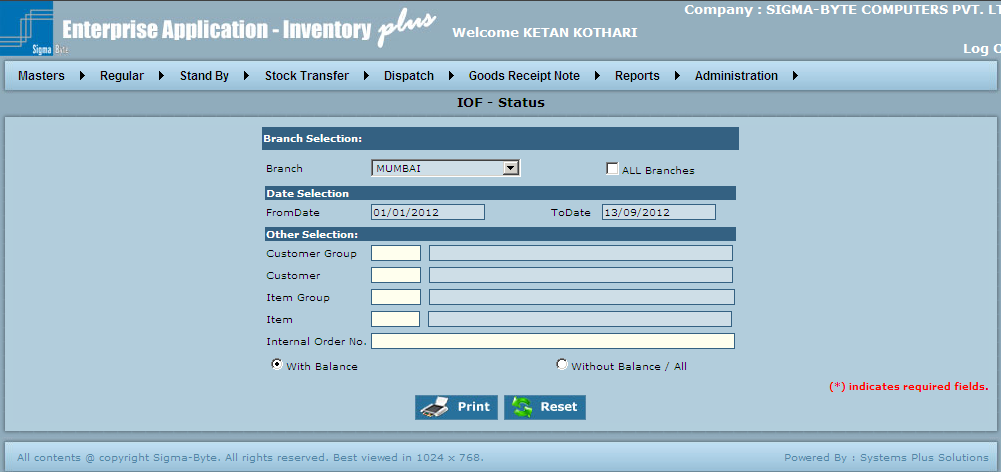 Company : SIGMA-BYTE COMPUTERS PVT. LT
Enterprise Application - Inventory plus
Welcome KETAN KOTHARI
Sigma Byte
Log O
Masters Regular Stand By Stock Transfer Dispatch Goods Receipt Note Reports Administration
IOF - Status
Branch Selection:
Branch MUMBAI ALL Branches
Date Selection
FromDate 01/01/2012 ToDate 13/09/2012
Other Selection:
Customer Group
Customer
Item Group
Item
Internal Order No.
With Balance Without Balance / All
(*) indicates required fields.
Print Reset
All contents @ copyright Sigma-Byte. All rights reserved. Best viewed in 1024 x 768. Powered By : Systems Plus Solutions